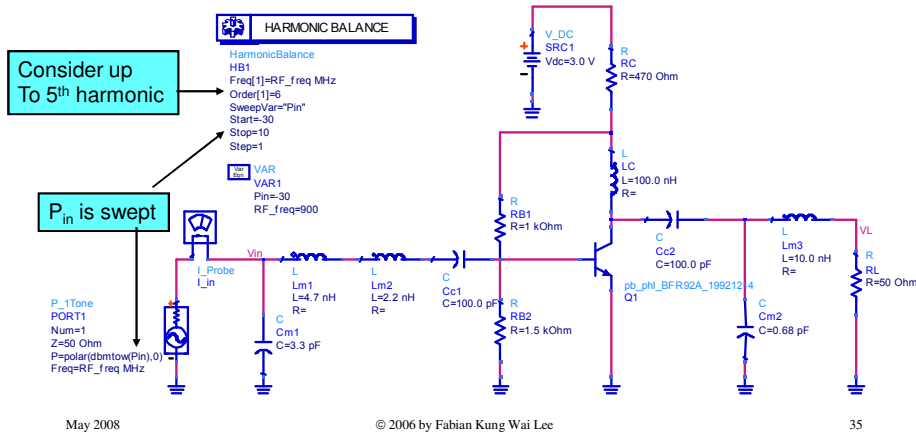 HARMONIC BALANCE
HarmonicBalance
HB1
Freq[1]=RF_freq MHz
Order[1]=6
SweepVar="Pin"
Start=-30
Stop=10
Step=1
Consider up
To 5th harmonic
Var
Eqn
VAR
VAR1
Pin=-30
RF_freq=900
Pin is swept
I_Probe
I_in
Vin
P_1Tone
PORT1
Num=1
Z=50 Ohm
P=polar(dbmtow(Pin),0)
Freq=RF_freq MHz
C
Cm1
C=3.3 pF
L
Lm1
L=4.7 nH
R=
L
Lm2
L=2.2 nH
R=
C
Cc1
C=100.0 pF
R
RB1
R=1 kOhm
R
RB2
R=1.5 kOhm
V_DC
SRC1
Vdc=3.0 V
R
RC
R=470 Ohm
L
LC
L=100.0 nH
R=
C
Cc2
C=100.0 pF
pb_phl_BFR92A_19921214
Q1
L
Lm3
L=10.0 nH
R=
C
Cm2
C=0.68 pF
VL
R
RL
R=50 Ohm
May 2008
© 2006 by Fabian Kung Wai Lee
35